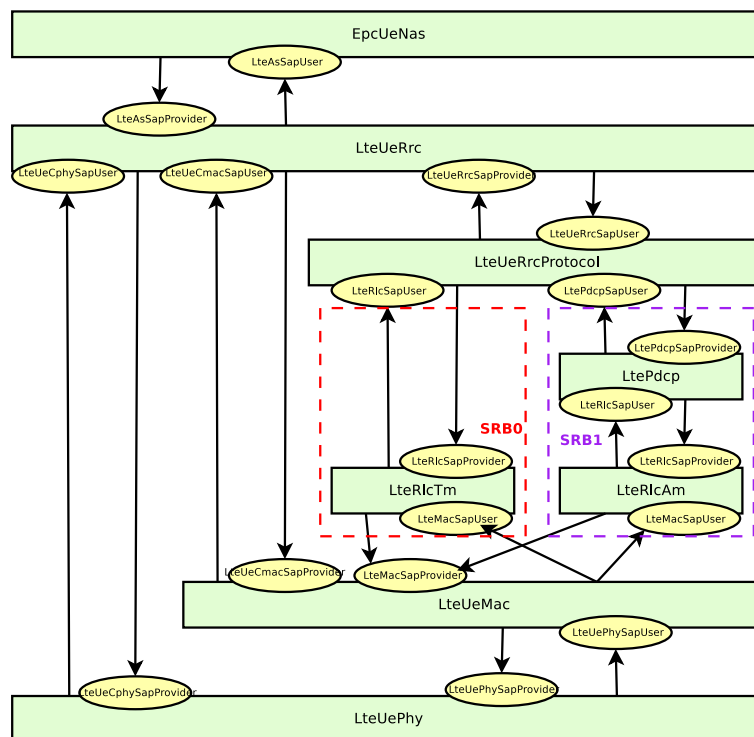 EpcUeNas
LteAsSapUser
LteAsSapProvider
LteUeRrc
LteUeCphySapUser
LteUeCmacSapUser
LteUeRrcSapProvider
LteUeRrcSapUser
LteUeRrcProtocol
LteRlcSapUser
LtePdcpSapUser
LtePdcpSapProvider
LtePdcp
LteRlcSapUser
SRB0
SRB1
LteRlcSapProvider
LteRlcSapProvider
LteRlcTm
LteRlcAm
LteMacSapUser
LteMacSapUser
LteUeCmacSapProvider
LteMacSapProvider
LteUeMac
LteUePhySapUser
LteUeCphySapProvider
LteUePhySapProvider
LteUePhy